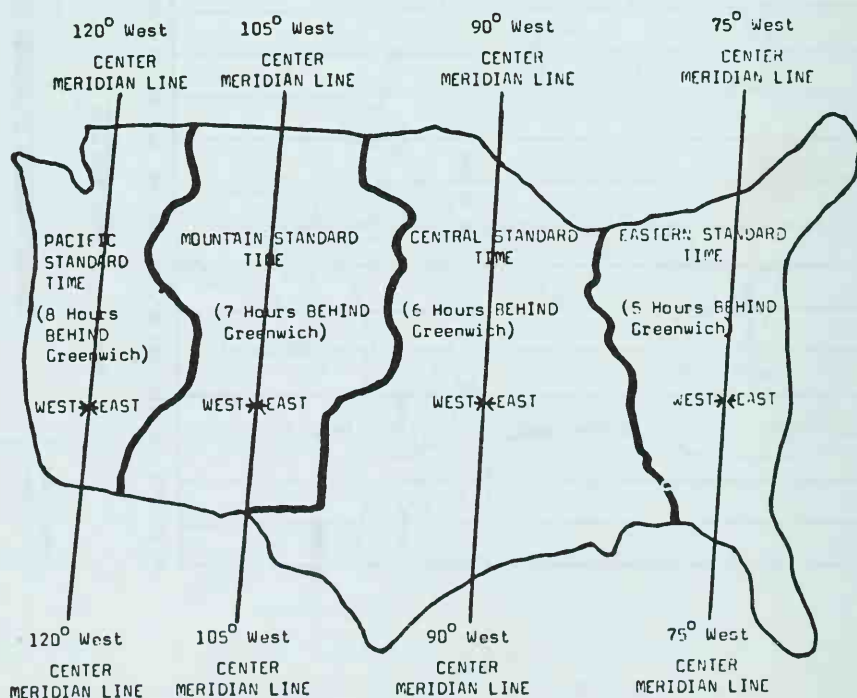 120° West
CENTER
MERIDIAN LINE
105° West
CENTER
MERIDIAN LINE
90° West
CENTER
MERIDIAN LINE
75° West
CENTER
MERIDIAN LINE
PACIFIC
STANDARD
TIME
(8 Hours
BEHIND
Greenwich)
WEST EAST
MOUNTAIN STANDARD
TIME
(7 Hours BEHIND
Greenwich)
WEST EAST
CENTRAL STANDARD
TIME
(6 Hours BEHIND
Greenwich)
WEST EAST
EASTERN STANDARD
TIME
(5 Hours BEHIND
Greenwich)
WEST EAST
120° West
CENTER
MERIDIAN LINE
105° West
CENTER
MERIDIAN LINE
90° West
CENTER
MERIDIAN LINE
75° West
CENTER
MERIDIAN LINE